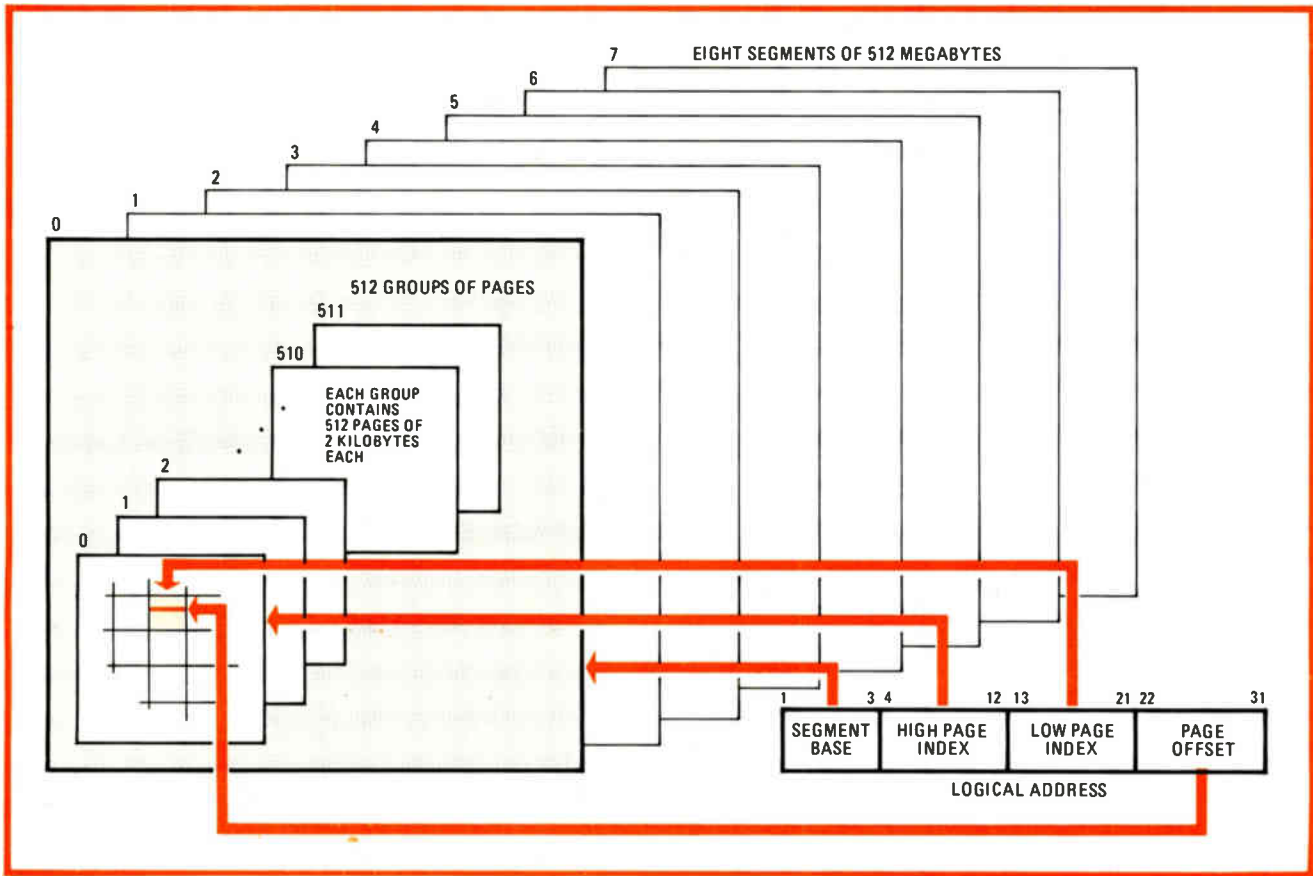 7
EIGHT SEGMENTS OF 512 MEGABYTES
6
5
4
3
2
1
0
512 GROUPS OF PAGES
511
510
EACH GROUP
CONTAINS
512 PAGES OF
2 KILOBYTES
EACH
2
1
0
1 3 4 12 13 21 22 31
SEGMENT BASE
HIGH PAGE INDEX
LOW PAGE INDEX
PAGE OFFSET
LOGICAL ADDRESS